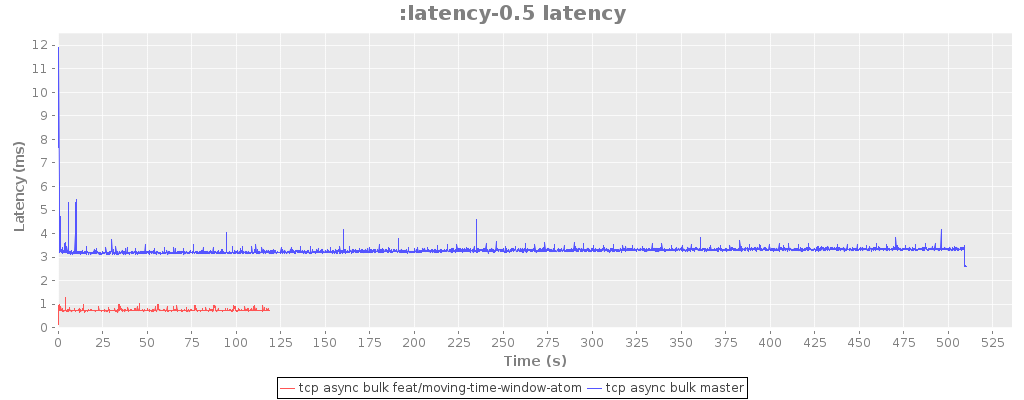 :latency-0.5 latency
Latency (ms)
12
11
10
9
8
7
6
5
4
3
2
1
0
0 25 50 75 100 125 150 175 200 225 250 275 300 325 350 375 400 425 450 475 500 525
Time (s)
tcp async bulk feat/moving-time-window-atom tcp async bulk master